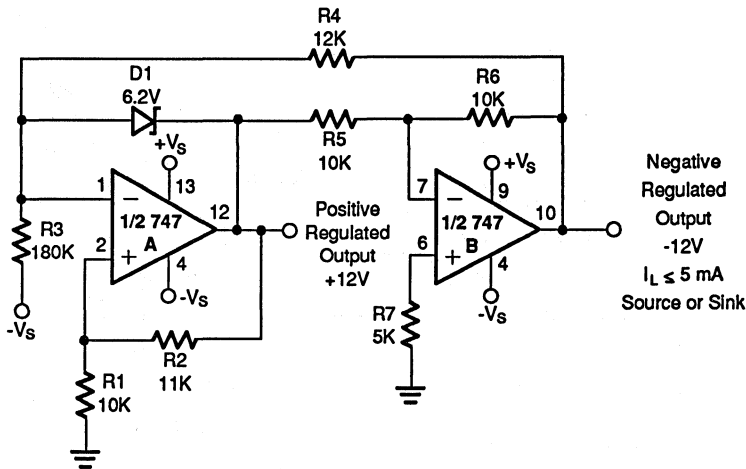 R4
12K
D1
6.2V
R6
10K
R5
10K
+VS
+VS
1
13
7
9
R3
180K
1/2 747
A
12
Positive
Regulated
Output
+12V
1/2 747
B
10
Negative
Regulated
Output
-12V
IL ≤ 5 mA
Source or Sink
2
4
6
4
-VS
-VS
-VS
R7
5K
R2
11K
R1
10K